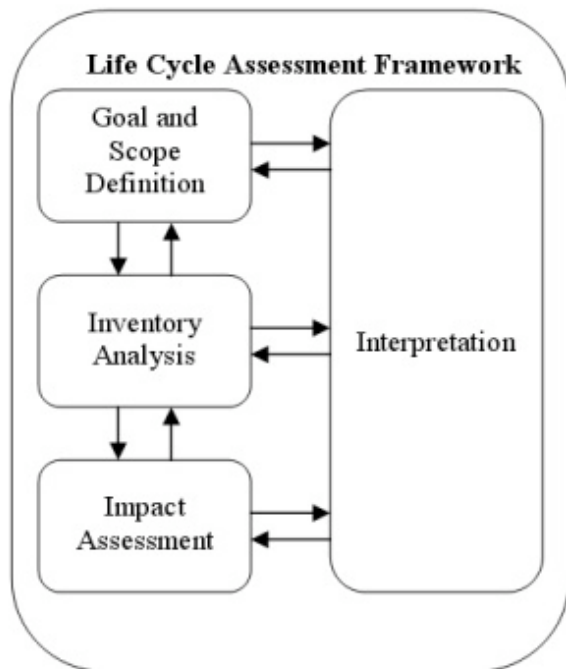 Life Cycle Assessment Framework
Goal and
Scope
Definition
Inventory
Analysis
Interpretation
Impact
Assessment